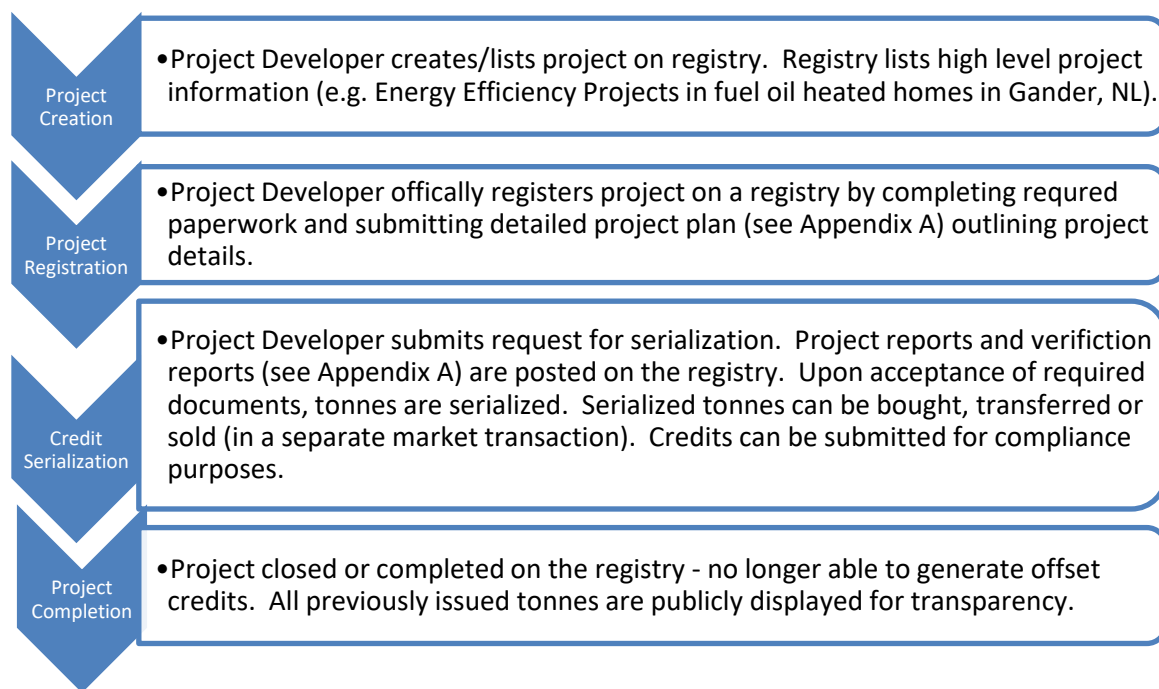 Project
Creation
•Project Developer creates/lists project on registry.  Registry lists high level project
information (e.g. Energy Efficiency Projects in fuel oil heated homes in Gander, NL).
Project
Registration
•Project Developer offically registers project on a registry by completing requred
paperwork and submitting detailed project plan (see Appendix A) outlining project
details.
Credit
Serialization
•Project Developer submits request for serialization.  Project reports and verifiction
reports (see Appendix A) are posted on the registry.  Upon acceptance of required
documents, tonnes are serialized.  Serialized tonnes can be bought, transferred or
sold (in a separate market transaction).  Credits can be submitted for compliance
purposes.
Project
Completion
•Project closed or completed on the registry - no longer able to generate offset
credits.  All previously issued tonnes are publicly displayed for transparency.